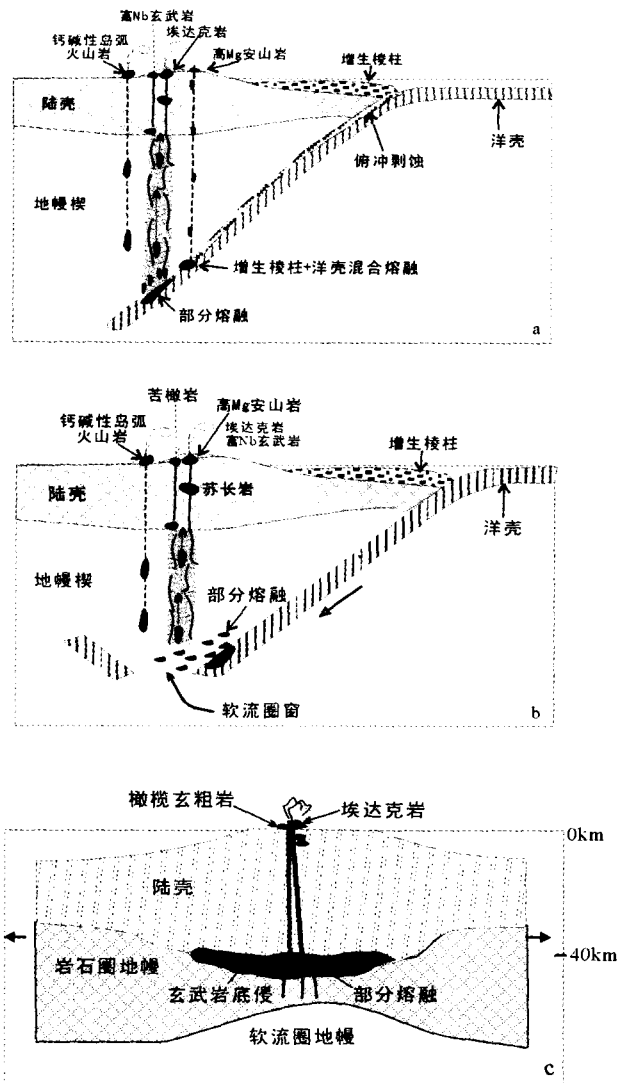 富Nb玄武岩
钙碱性岛弧
火山岩
埃达克岩
高Mg安山岩
增生棱柱
陆壳
洋壳
俯冲剥蚀
地幔楔
增生棱柱+洋壳混合熔融
部分熔融
a
苦橄岩
钙碱性岛弧
火山岩
高Mg安山岩
埃达克岩
富Nb玄武岩
增生棱柱
陆壳
苏长岩
洋壳
地幔楔
部分熔融
软流圈窗
b
橄榄玄粗岩
埃达克岩
0km
陆壳
岩石圈地幔
40km
玄武岩底侵
部分熔融
软流圈地幔
c